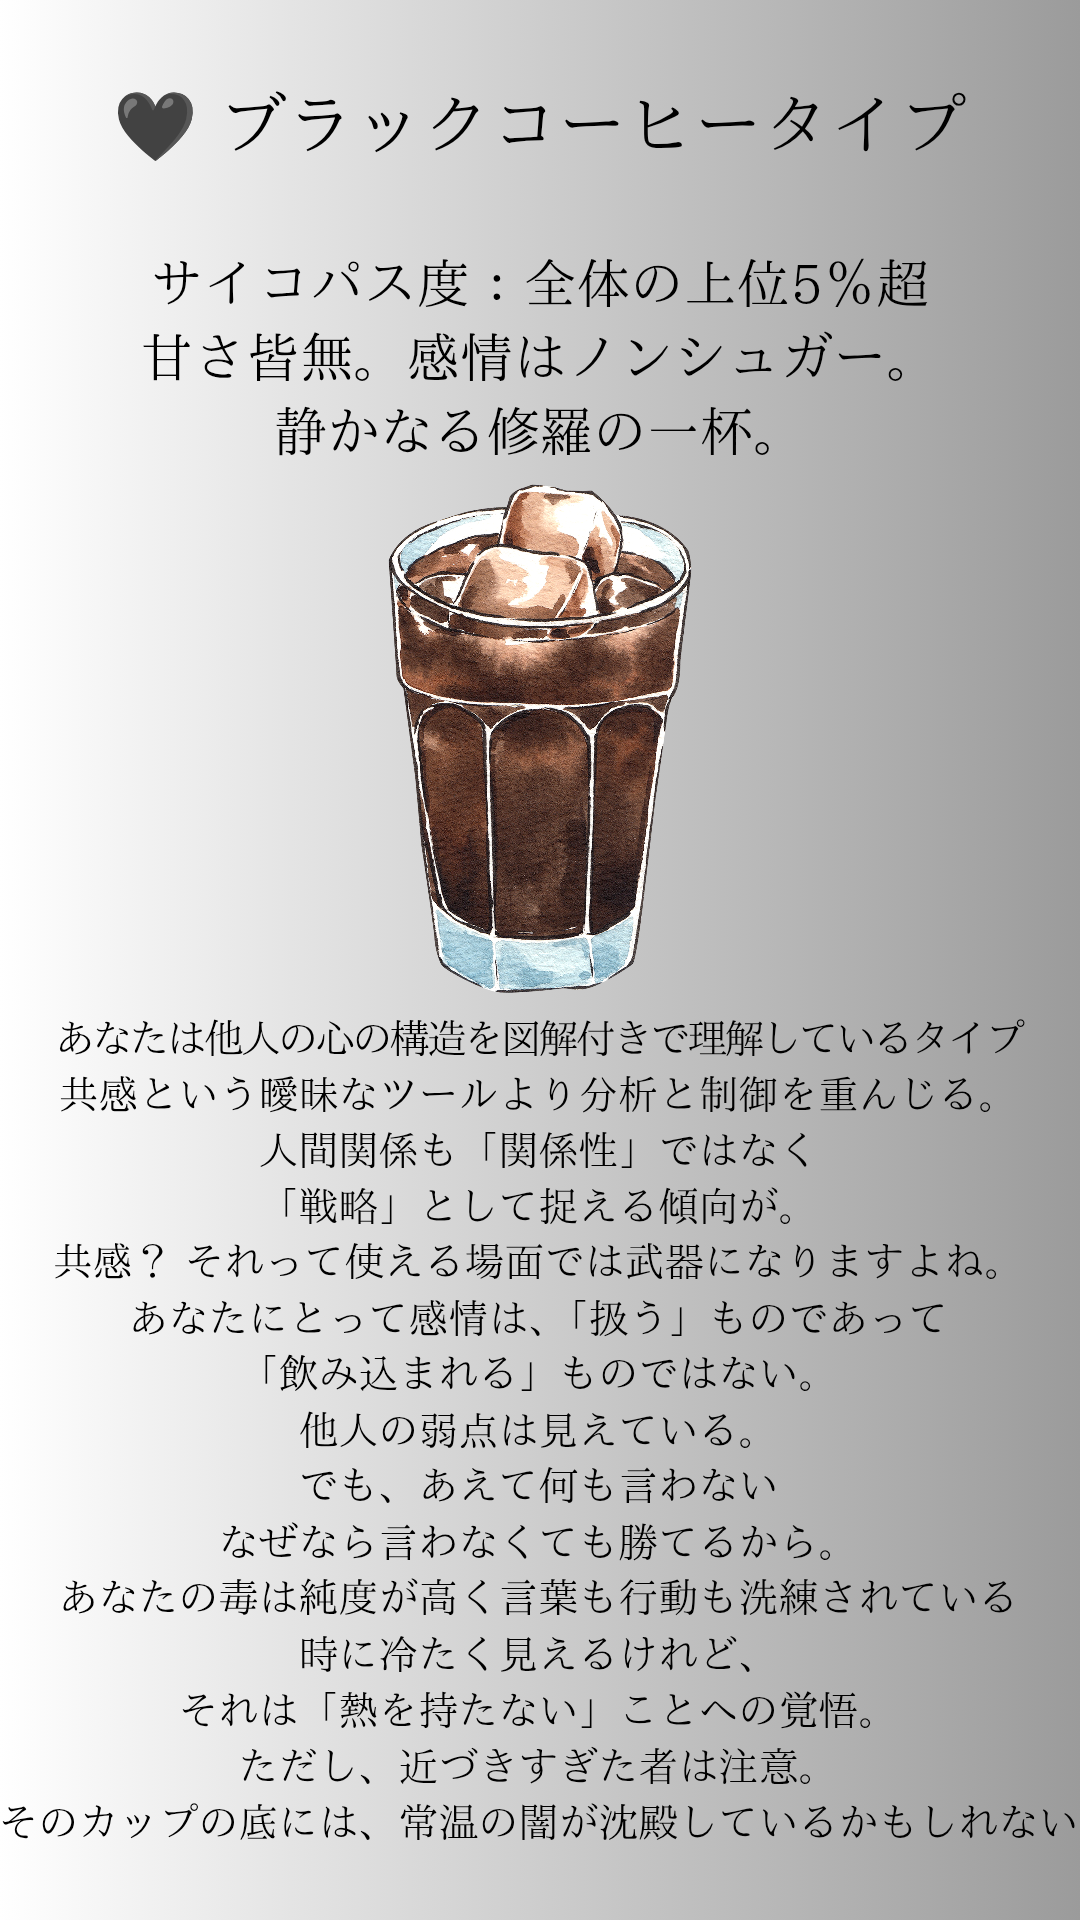 🖤 ブラックコーヒータイプ
サイコパス度：全体の上位5％超
甘さ皆無。感情はノンシュガー。
静かなる修羅の一杯。
あなたは他人の心の構造を図解付きで理解しているタイプ
共感という曖昧なツールより分析と制御を重んじる。
人間関係も「関係性」ではなく
「戦略」として捉える傾向が。
共感？ それって使える場面では武器になりますよね。
あなたにとって感情は、「扱う」ものであって
「飲み込まれる」ものではない。
他人の弱点は見えている。
でも、あえて何も言わない
なぜなら言わなくても勝てるから。
あなたの毒は純度が高く言葉も行動も洗練されている
時に冷たく見えるけれど、
それは「熱を持たない」ことへの覚悟。
ただし、近づきすぎた者は注意。
そのカップの底には、常温の闇が沈殿しているかもしれない